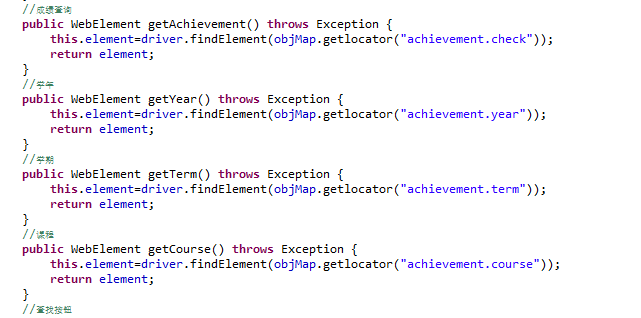 //成绩查询
public WebElement getAchievement() throws Exception {
this.element=driver.findElement(objMap.getlocator("achievement.check"));
return element;
}
//学年
public WebElement getYear() throws Exception {
this.element=driver.findElement(objMap.getlocator("achievement.year"));
return element;
}
//学期
public WebElement getTerm() throws Exception {
this.element=driver.findElement(objMap.getlocator("achievement.term"));
return element;
}
//课程
public WebElement getCourse() throws Exception {
this.element=driver.findElement(objMap.getlocator("achievement.course"));
return element;
}
//查找按钮